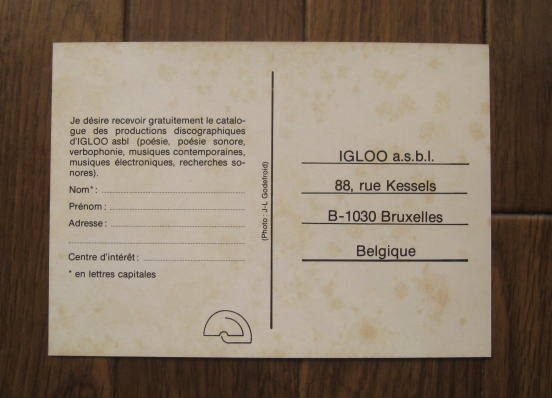 Je désire recevoir gratuitement le catalo-
gue des productions discographiques
d'IGLOO asbl (poésie, poésie sonore,
verbophonie, musiques contemporaines,
musiques électroniques, recherches so-
nores).
Nom* :
Prénom :
Adresse :
Centre d'intérêt :
* en lettres capitales
(Photo : J-L Godefroid)
IGLOO a.s.b.l.
88, rue Kessels
B-1030 Bruxelles
Belgique